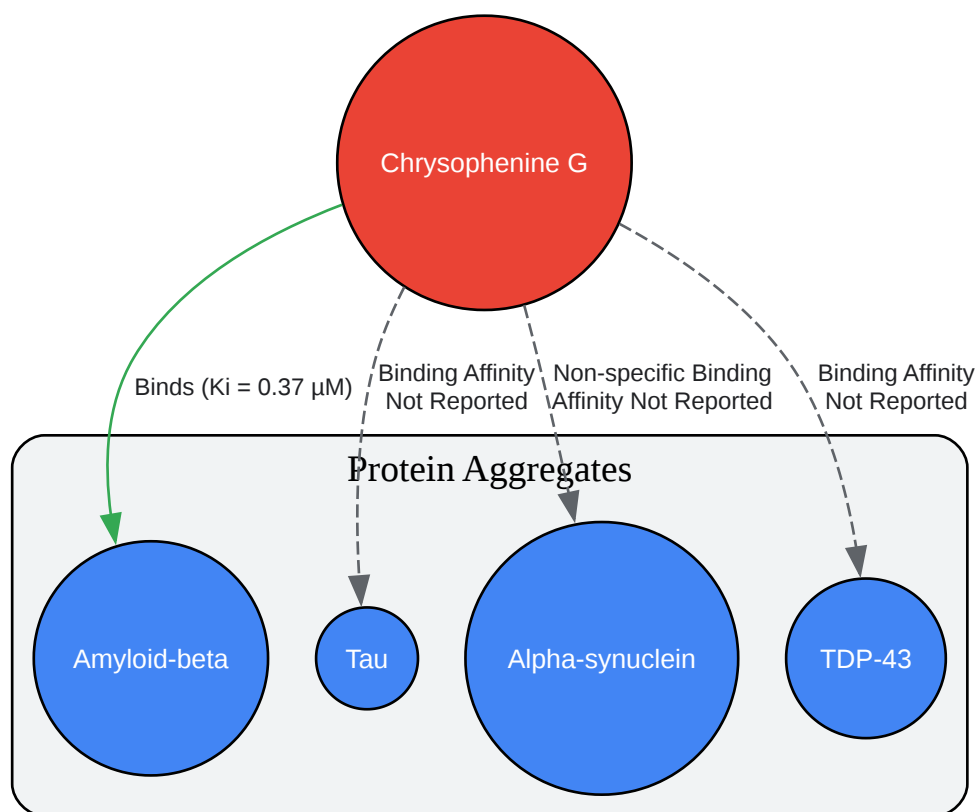 Chrysophenine G
Binds (Ki = 0.37 µM)
Binding Affinity
Not Reported
Non-specific Binding
Affinity Not Reported
Binding Affinity
Not Reported
Protein Aggregates
Amyloid-beta
Tau
Alpha-synuclein
TDP-43